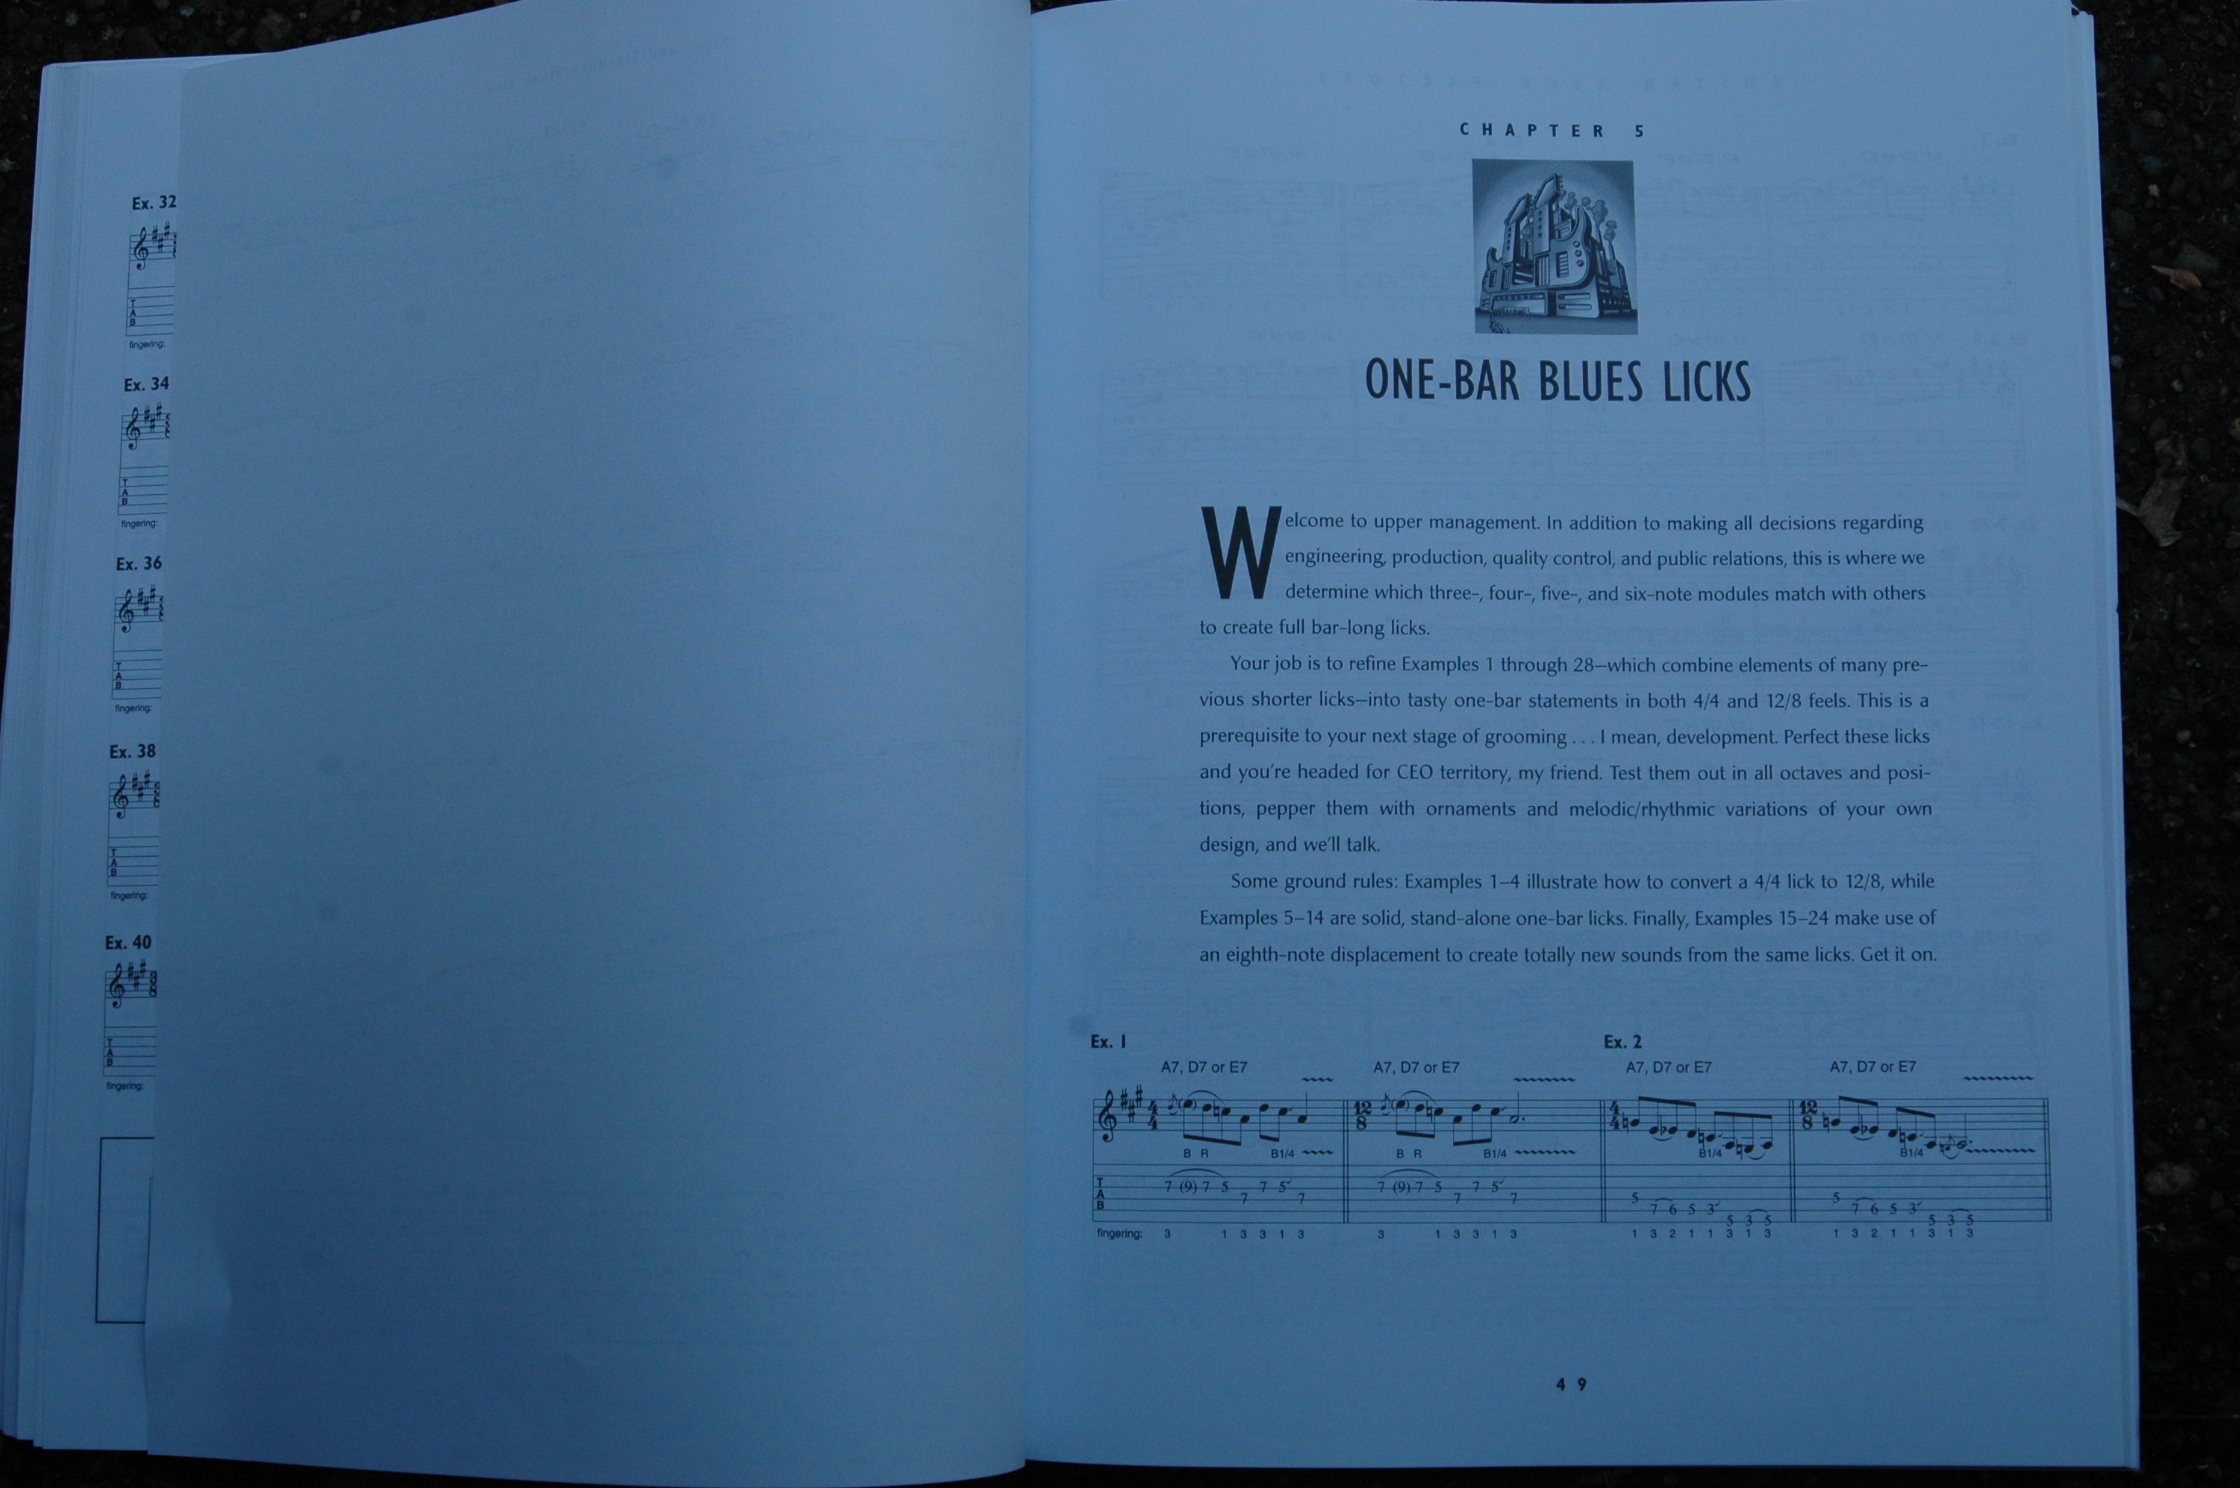 Ex. 32
T
A
B
fingering:
Ex. 34
T
A
B
fingering:
Ex. 36
T
A
B
fingering:
Ex. 38
T
A
B
fingering:
Ex. 40
T
A
B
fingering:
CHAPTER 5
ONE-BAR BLUES LICKS
Welcome to upper management. In addition to making all decisions regarding
engineering, production, quality control, and public relations, this is where we
determine which three-, four-, five-, and six-note modules match with others
to create full bar-long licks.
Your job is to refine Examples 1 through 28—which combine elements of many pre-
vious shorter licks—into tasty one-bar statements in both 4/4 and 12/8 feels. This is a
prerequisite to your next stage of grooming . . . I mean, development. Perfect these licks
and you're headed for CEO territory, my friend. Test them out in all octaves and posi-
tions, pepper them with ornaments and melodic/rhythmic variations of your own
design, and we'll talk.
Some ground rules: Examples 1–4 illustrate how to convert a 4/4 lick to 12/8, while
Examples 5–14 are solid, stand-alone one-bar licks. Finally, Examples 15–24 make use of
an eighth-note displacement to create totally new sounds from the same licks. Get it on.
Ex. 1 Ex. 2
A7, D7 or E7 A7, D7 or E7 A7, D7 or E7 A7, D7 or E7
4 12 4 12
4 8 4 8
B R B1/4 B R B1/4 B1/4 B1/4
T
A
B
7 (9) 7 5 7 7 5 7 7 (9) 7 5 7 7 5 7 5 7 6 5 3 5 3 5 5 7 6 5 3 5 3 5
fingering: 3 1 3 3 1 3 3 1 3 3 1 3 1 3 2 1 1 3 1 3 1 3 2 1 1 3 1 3
49